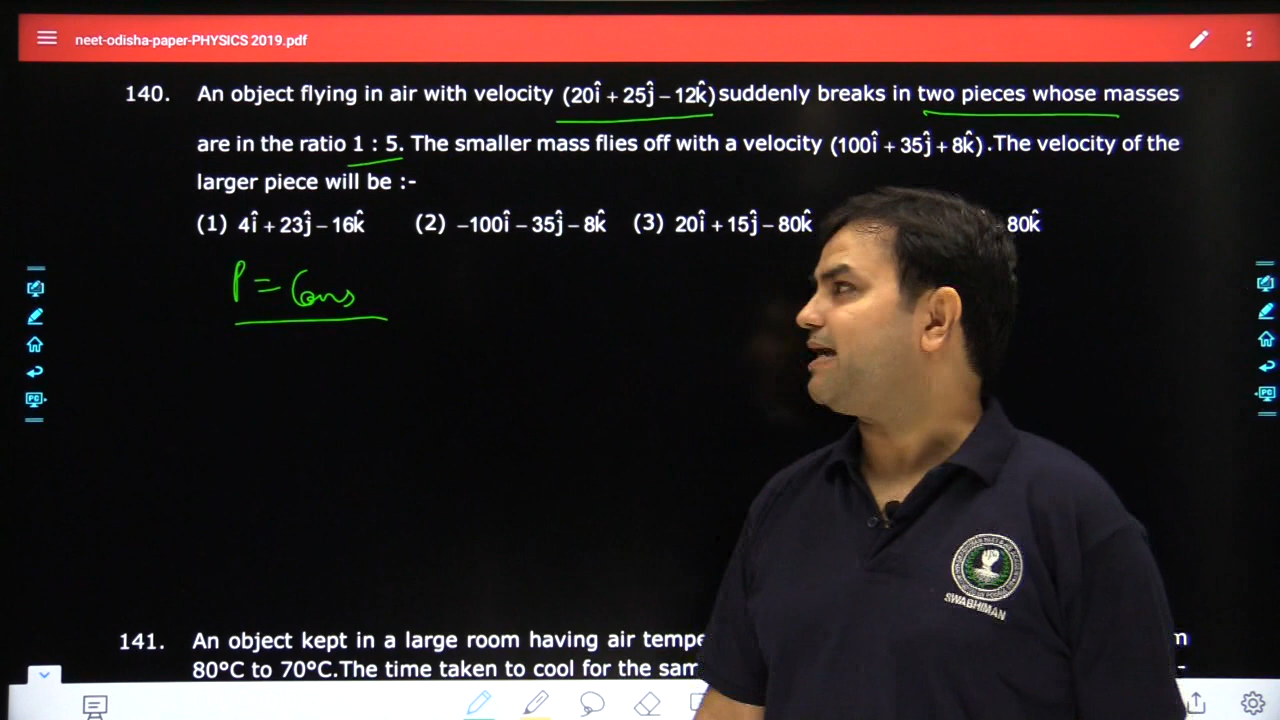 neet-odisha-paper-PHYSICS 2019.pdf
140. An object flying in air with velocity (20î + 25ĵ − 12k̂) suddenly breaks in two pieces whose masses
are in the ratio 1 : 5. The smaller mass flies off with a velocity (100î + 35ĵ + 8k̂).The velocity of the
larger piece will be :-
(1) 4î + 23ĵ − 16k̂ (2) −100î − 35ĵ − 8k̂ (3) 20î + 15ĵ − 80k̂ 80k̂
P = Cons
PC
PC
SWABHIMAN
141. An object kept in a large room having air m
80°C to 70°C.The time taken to cool for the